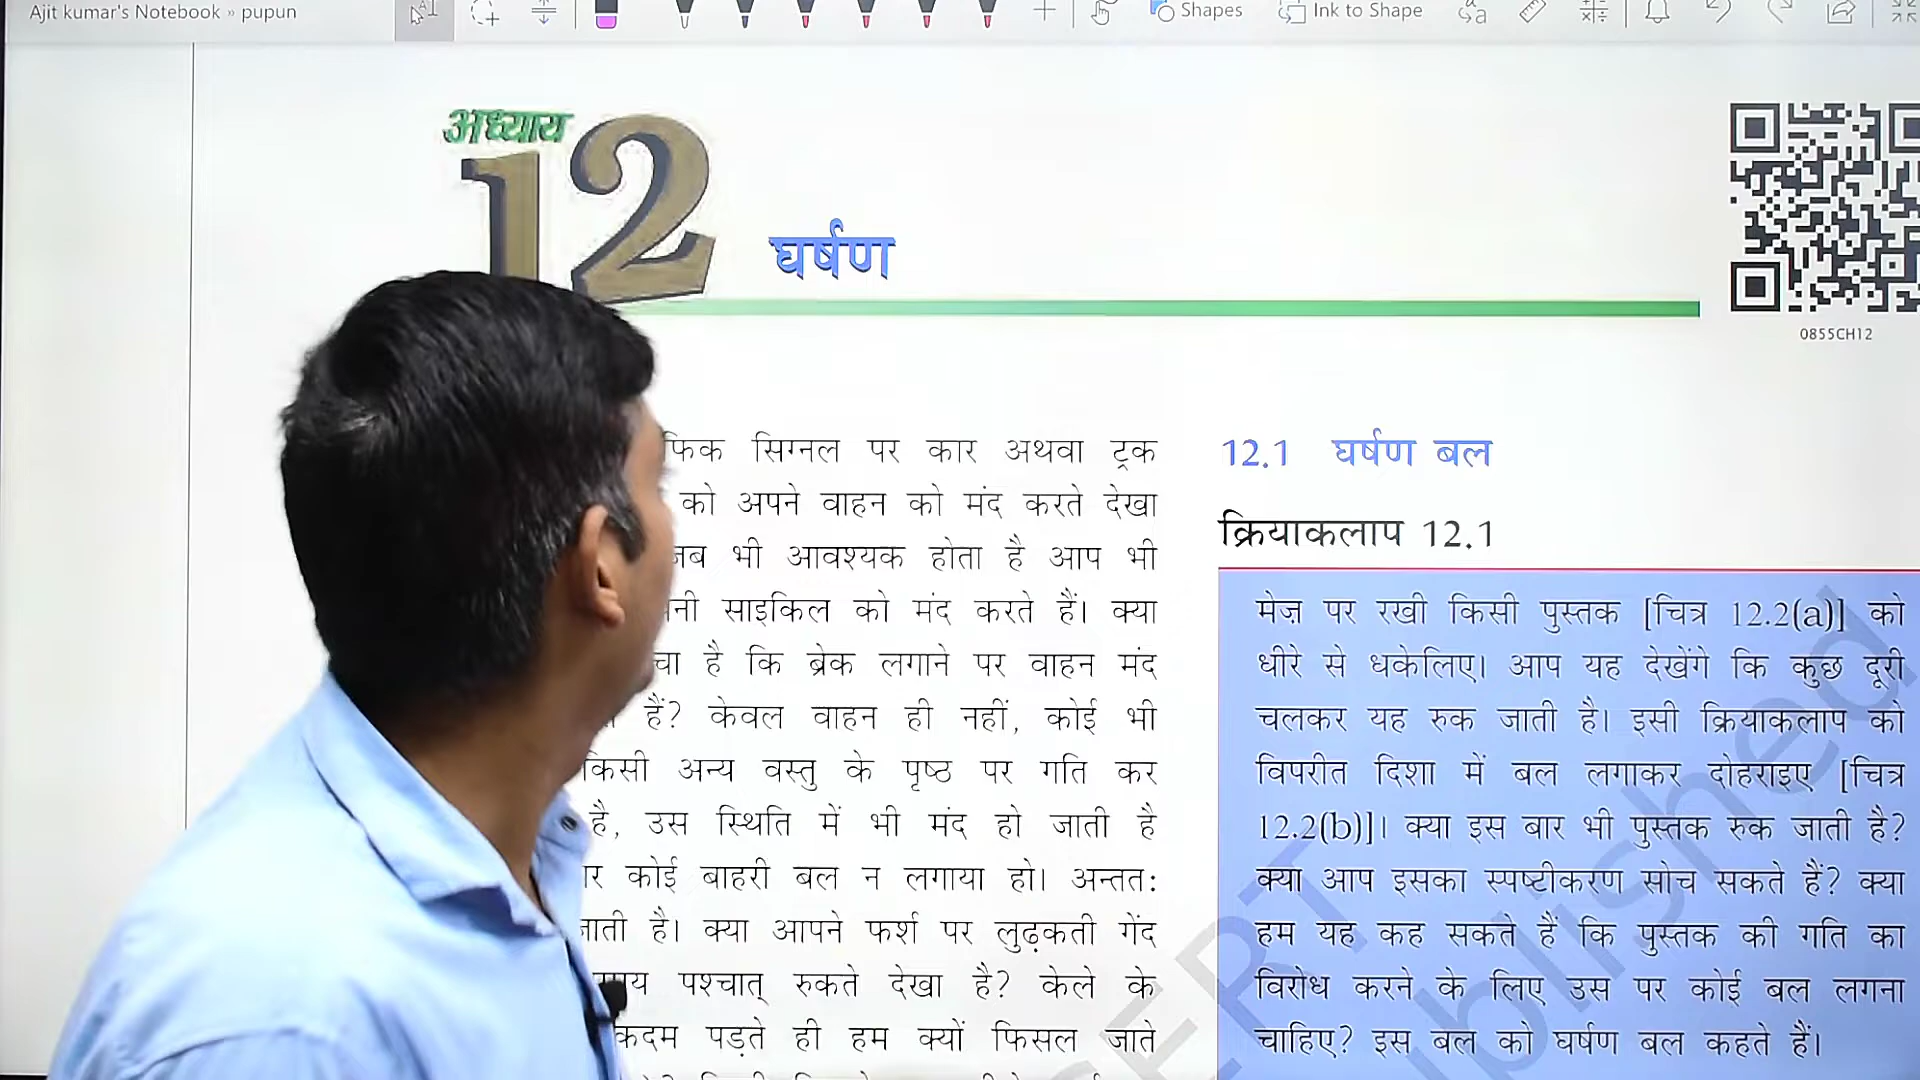 Ajit kumar's Notebook » pupun
Shapes
Ink to Shape
अध्याय
12
घर्षण
0855CH12
सिग्नल पर कार अथवा ट्रक
को अपने वाहन को मंद करते देखा
भी आवश्यक होता है आप भी
साइकिल को मंद करते हैं। क्या
है कि ब्रेक लगाने पर वाहन मंद
हैं? केवल वाहन ही नहीं, कोई भी
किसी अन्य वस्तु के पृष्ठ पर गति कर
है, उस स्थिति में भी मंद हो जाती है
कोई बाहरी बल न लगाया हो। अन्ततः
जाती है। क्या आपने फर्श पर लुढ़कती गेंद
पश्चात् रुकते देखा है? केले के
कदम पड़ते ही हम क्यों फिसल जाते
12.1 घर्षण बल
क्रियाकलाप 12.1
मेज़ पर रखी किसी पुस्तक [चित्र 12.2(a)] को
धीरे से धकेलिए। आप यह देखेंगे कि कुछ दूरी
चलकर यह रुक जाती है। इसी क्रियाकलाप को
विपरीत दिशा में बल लगाकर दोहराइए [चित्र
12.2(b)]। क्या इस बार भी पुस्तक रुक जाती है?
क्या आप इसका स्पष्टीकरण सोच सकते हैं? क्या
हम यह कह सकते हैं कि पुस्तक की गति का
विरोध करने के लिए उस पर कोई बल लगना
चाहिए? इस बल को घर्षण बल कहते हैं।